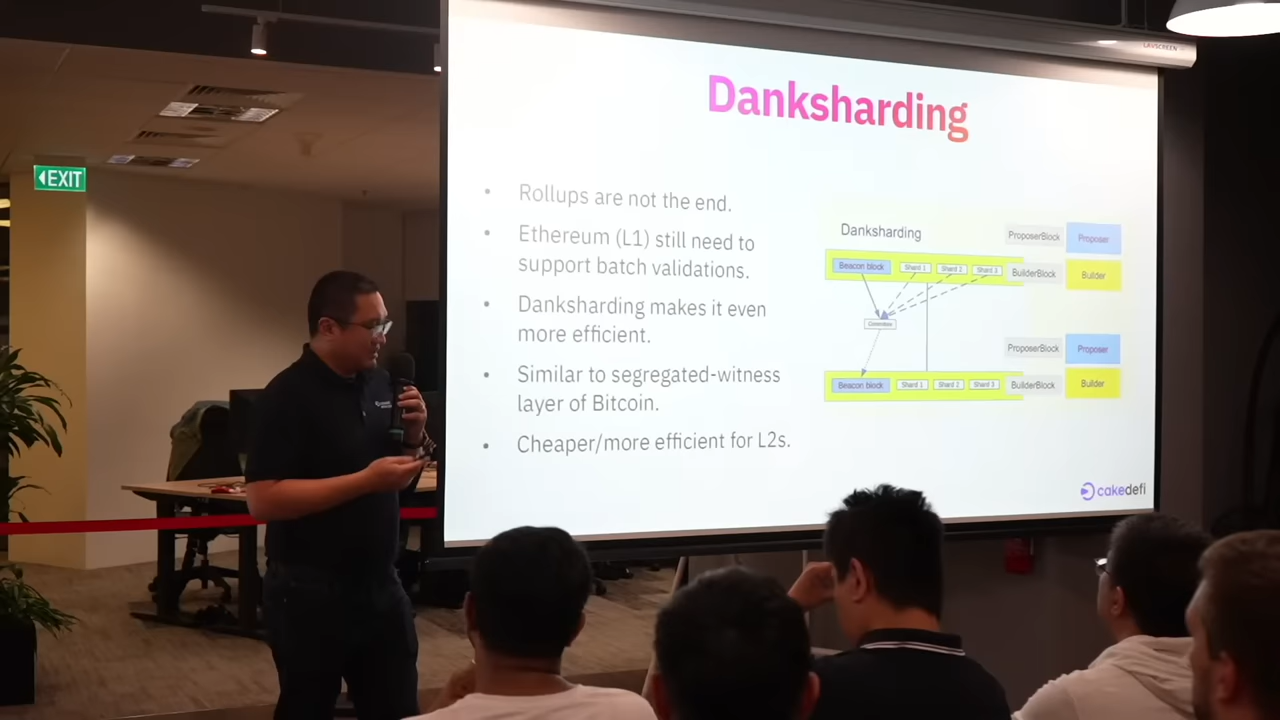 LAVSCREEN
EXIT
Danksharding
• Rollups are not the end.
• Ethereum (L1) still need to
support batch validations.
• Danksharding makes it even
more efficient.
• Similar to segregated-witness
layer of Bitcoin.
• Cheaper/more efficient for L2s.
Danksharding
ProposerBlock Proposer
Beacon block Shard 1 Shard 2 Shard 3 BuilderBlock Builder
Committee
ProposerBlock Proposer
Beacon block Shard 1 Shard 2 Shard 3 BuilderBlock Builder
cakedefi